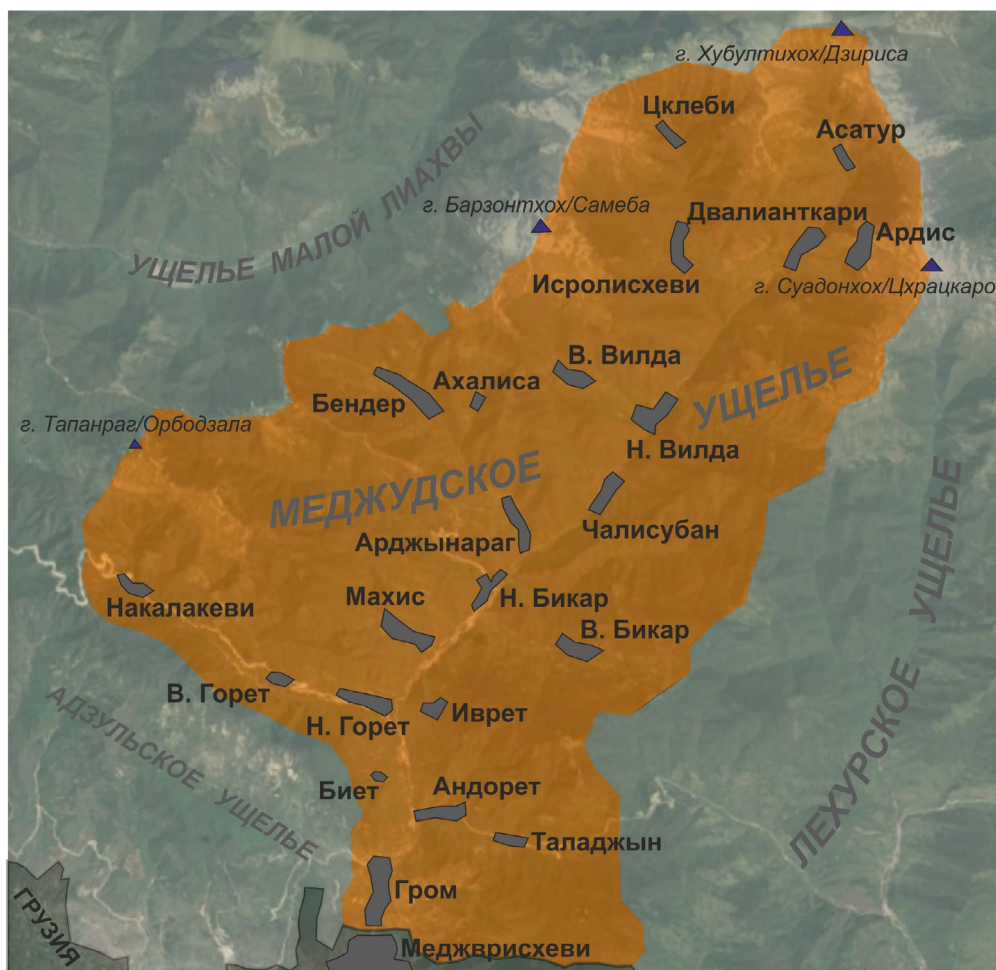 г. Хубултихох/Дзириса
Цклеби
Асатур
УЩЕЛЬЕ МАЛОЙ ЛИАХВЫ
г. Барзонтхох/Самеба
Двалианткари
Ардис
Исролисхеви
г. Суадонхох/Цхрацкаро
В. Вилда
Ахалиса
Бендер
УЩЕЛЬЕ
г. Тапанраг/Орбодзала
Н. Вилда
МЕДЖУДСКОЕ
Чалисубан
Арджынараг
ЛЕХУРСКОЕ УЩЕЛЬЕ
Накалакеви
Махис
Н. Бикар
В. Бикар
В. Горет
Н. Горет
Иврет
АДЗУЛЬСКОЕ УЩЕЛЬЕ
Биет
Андорет
Таладжын
Гром
ГРУЗИЯ
Меджврисхеви